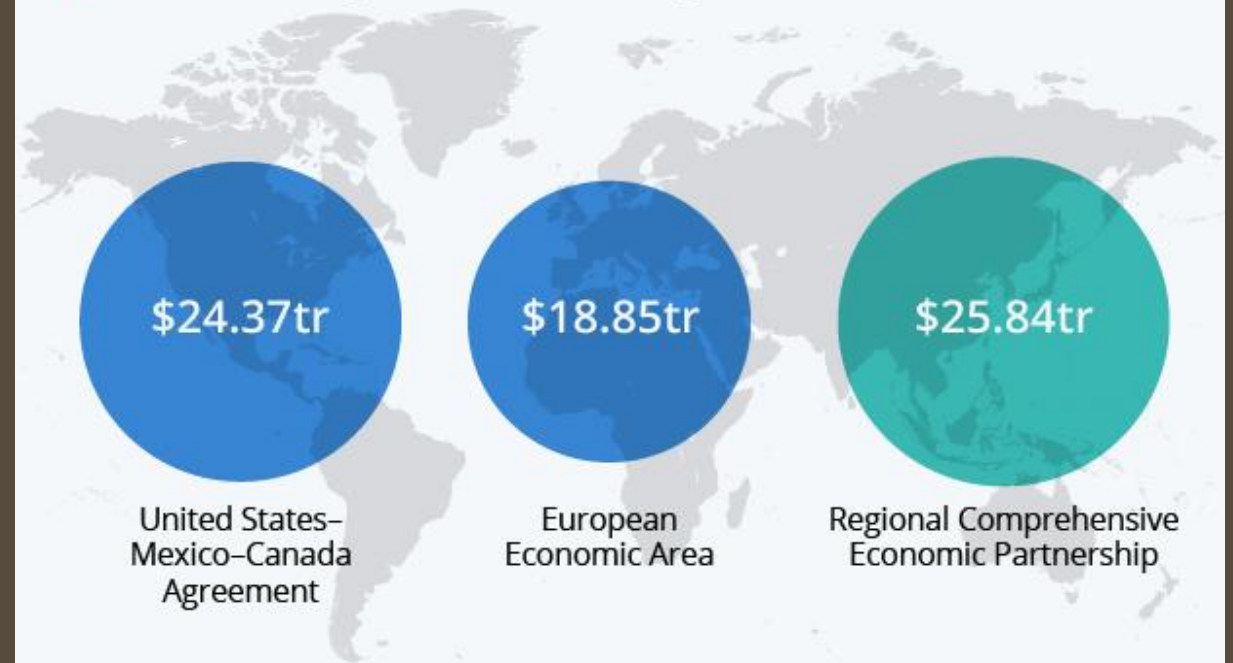 $24.37tr
$18.85tr
$25.84tr
United States–
Mexico–Canada
Agreement
European
Economic Area
Regional Comprehensive
Economic Partnership